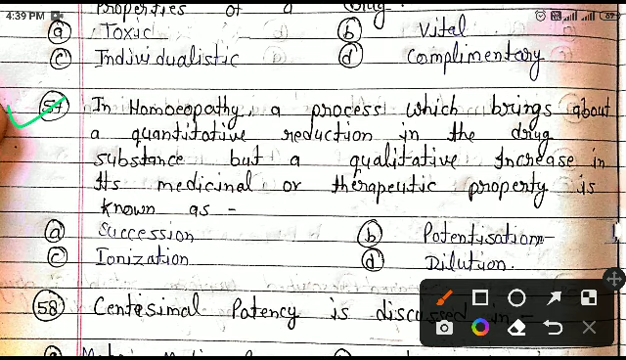 4:39 PM
69
Properties of a drug.
(a) Toxic (b) Vital
(c) Individualistic (d) Complimentary
(57) In Homoeopathy, a process which brings about
a quantitative reduction in the drug
substance but a qualitative Increase in
Its medicinal or therapeutic property is
known as -
(a) Succession (b) Potentisation
(c) Ionization (d) Dilution.
(58) Centesimal Potency is discussed in -